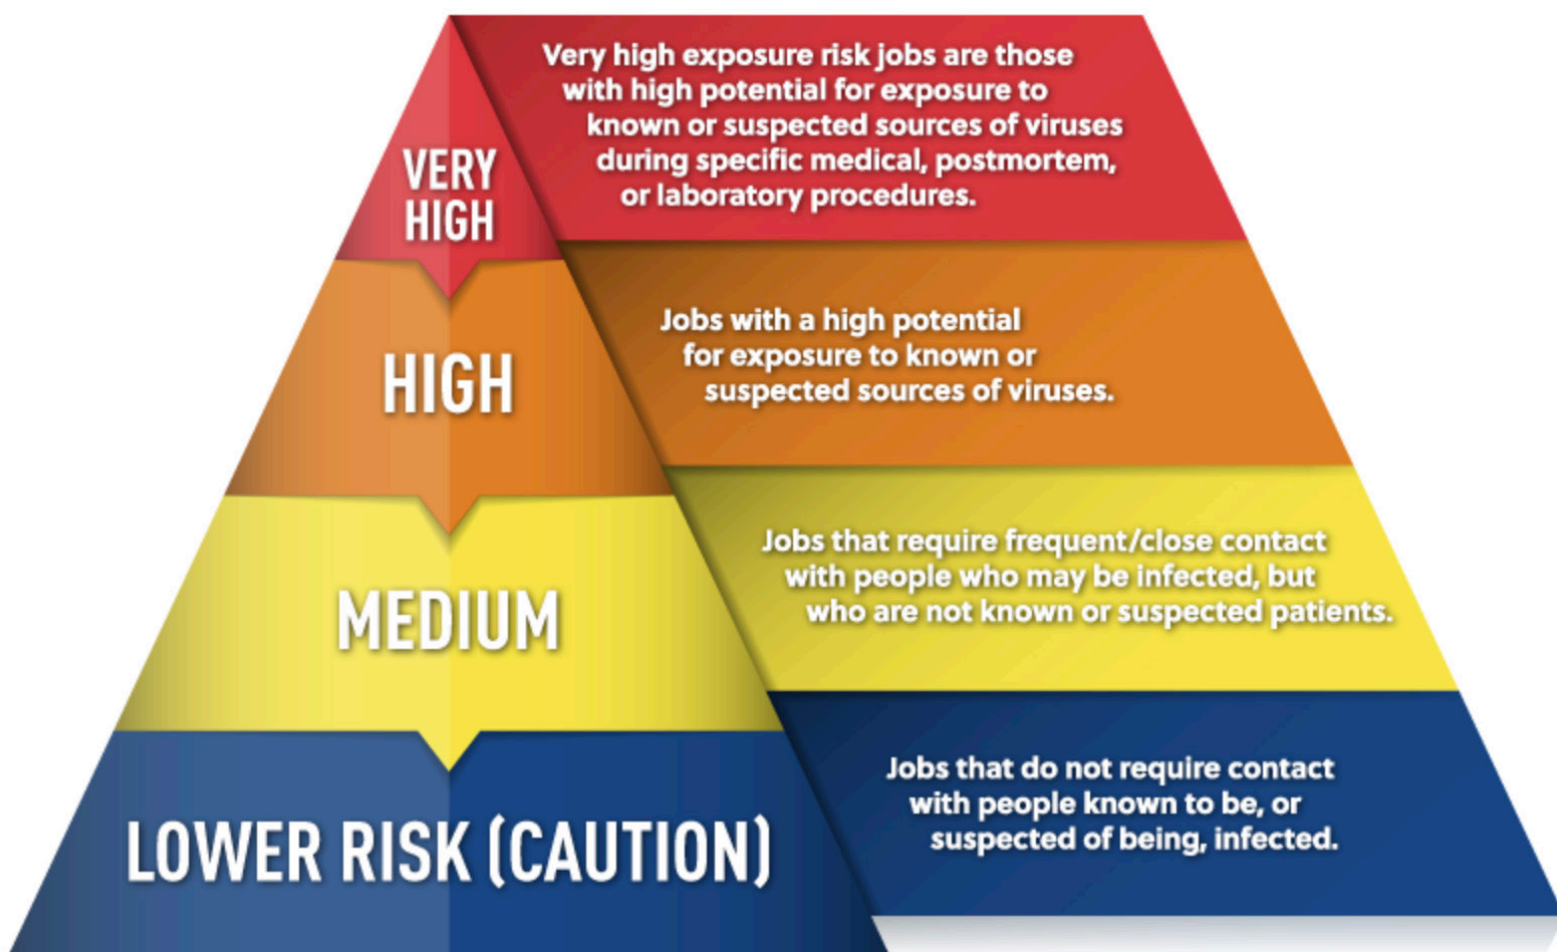 VERY
HIGH
Very high exposure risk jobs are those
with high potential for exposure to
known or suspected sources of viruses
during specific medical, postmortem,
or laboratory procedures.
HIGH
Jobs with a high potential
for exposure to known or
suspected sources of viruses.
MEDIUM
Jobs that require frequent/close contact
with people who may be infected, but
who are not known or suspected patients.
LOWER RISK (CAUTION)
Jobs that do not require contact
with people known to be, or
suspected of being, infected.